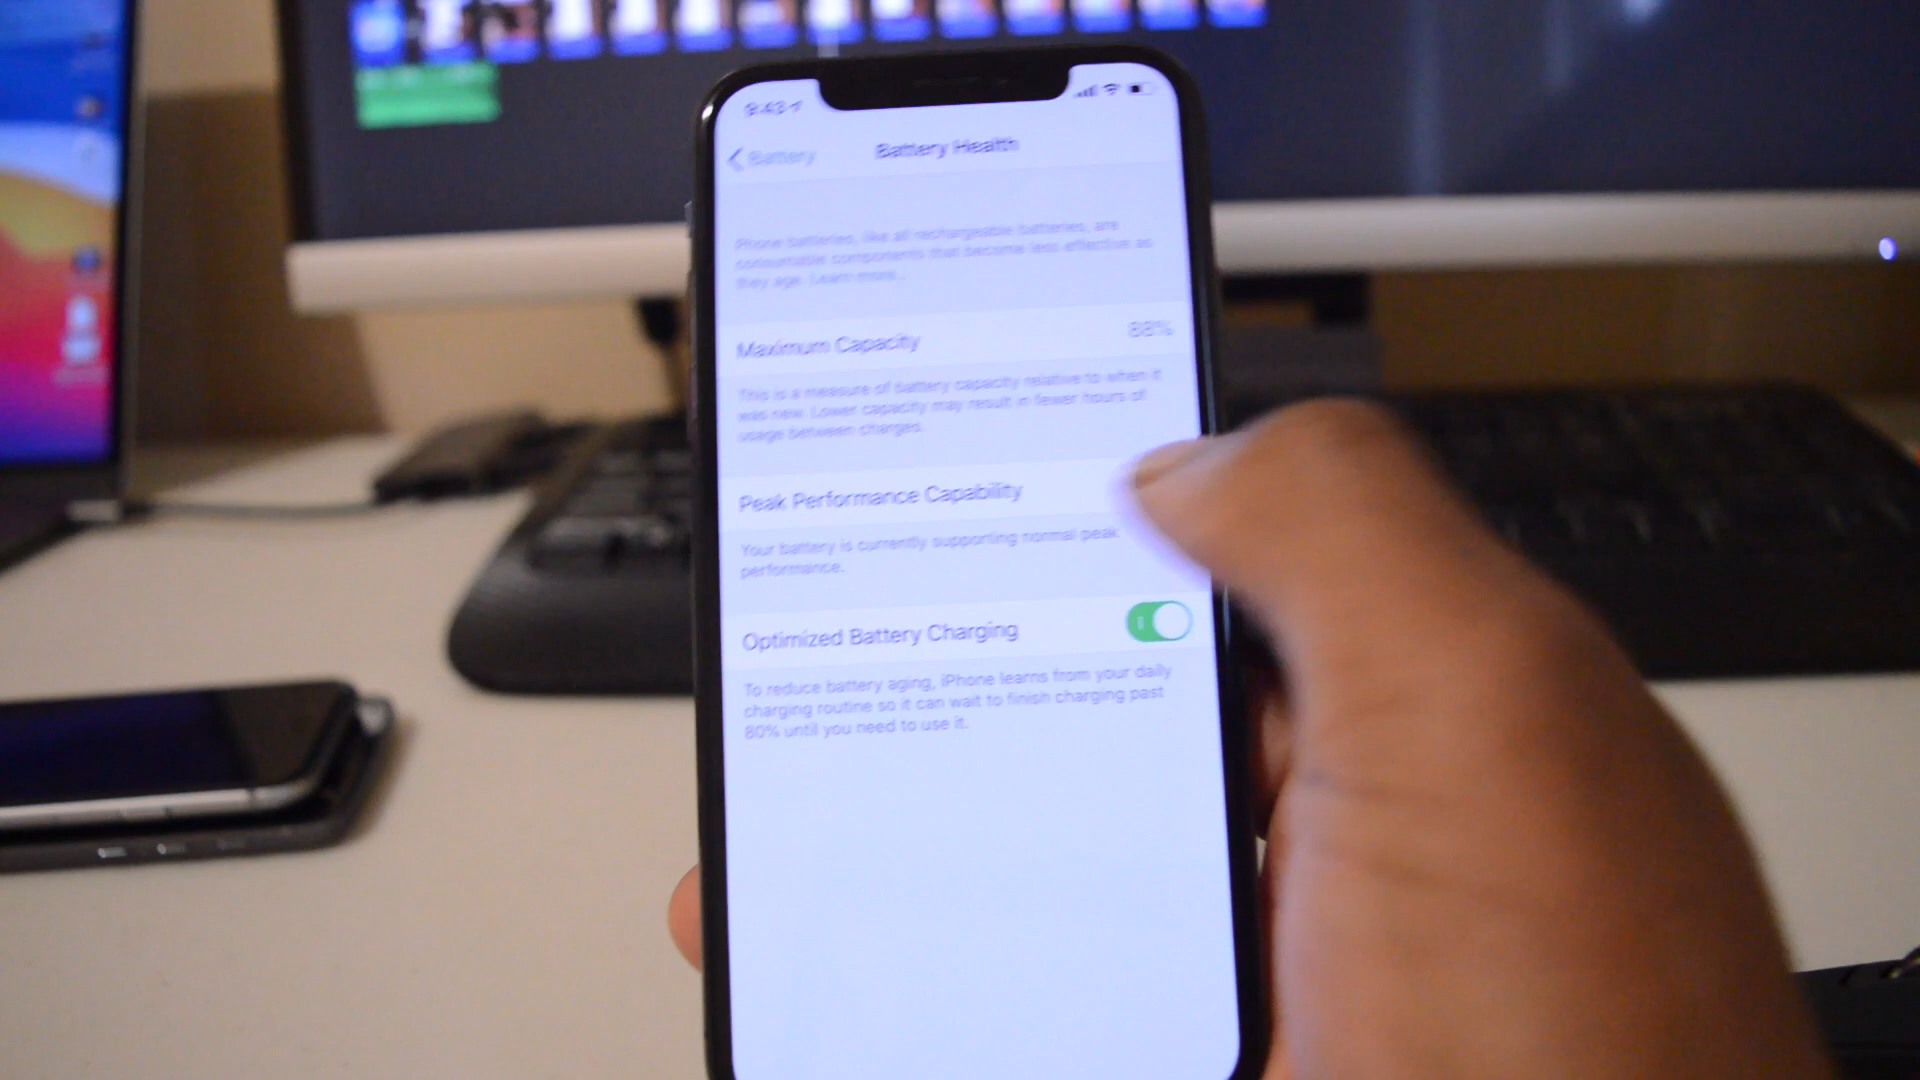 9:43
Battery
Battery Health
Phone batteries, like all rechargeable batteries, are
consumable components that become less effective as
they age. Learn more...
Maximum Capacity
88%
This is a measure of battery capacity relative to when it
was new. Lower capacity may result in fewer hours of
usage between charges.
Peak Performance Capability
Your battery is currently supporting normal peak
performance.
Optimized Battery Charging
To reduce battery aging, iPhone learns from your daily
charging routine so it can wait to finish charging past
80% until you need to use it.